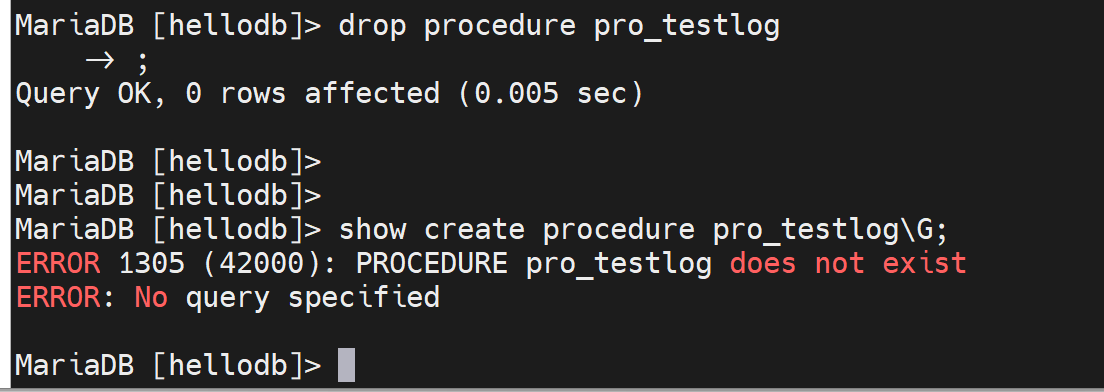 MariaDB [hellodb]> drop procedure pro_testlog
→ ;
Query OK, 0 rows affected (0.005 sec)
MariaDB [hellodb]>
MariaDB [hellodb]>
MariaDB [hellodb]> show create procedure pro_testlog\G;
ERROR 1305 (42000): PROCEDURE pro_testlog does not exist
ERROR: No query specified
MariaDB [hellodb]>